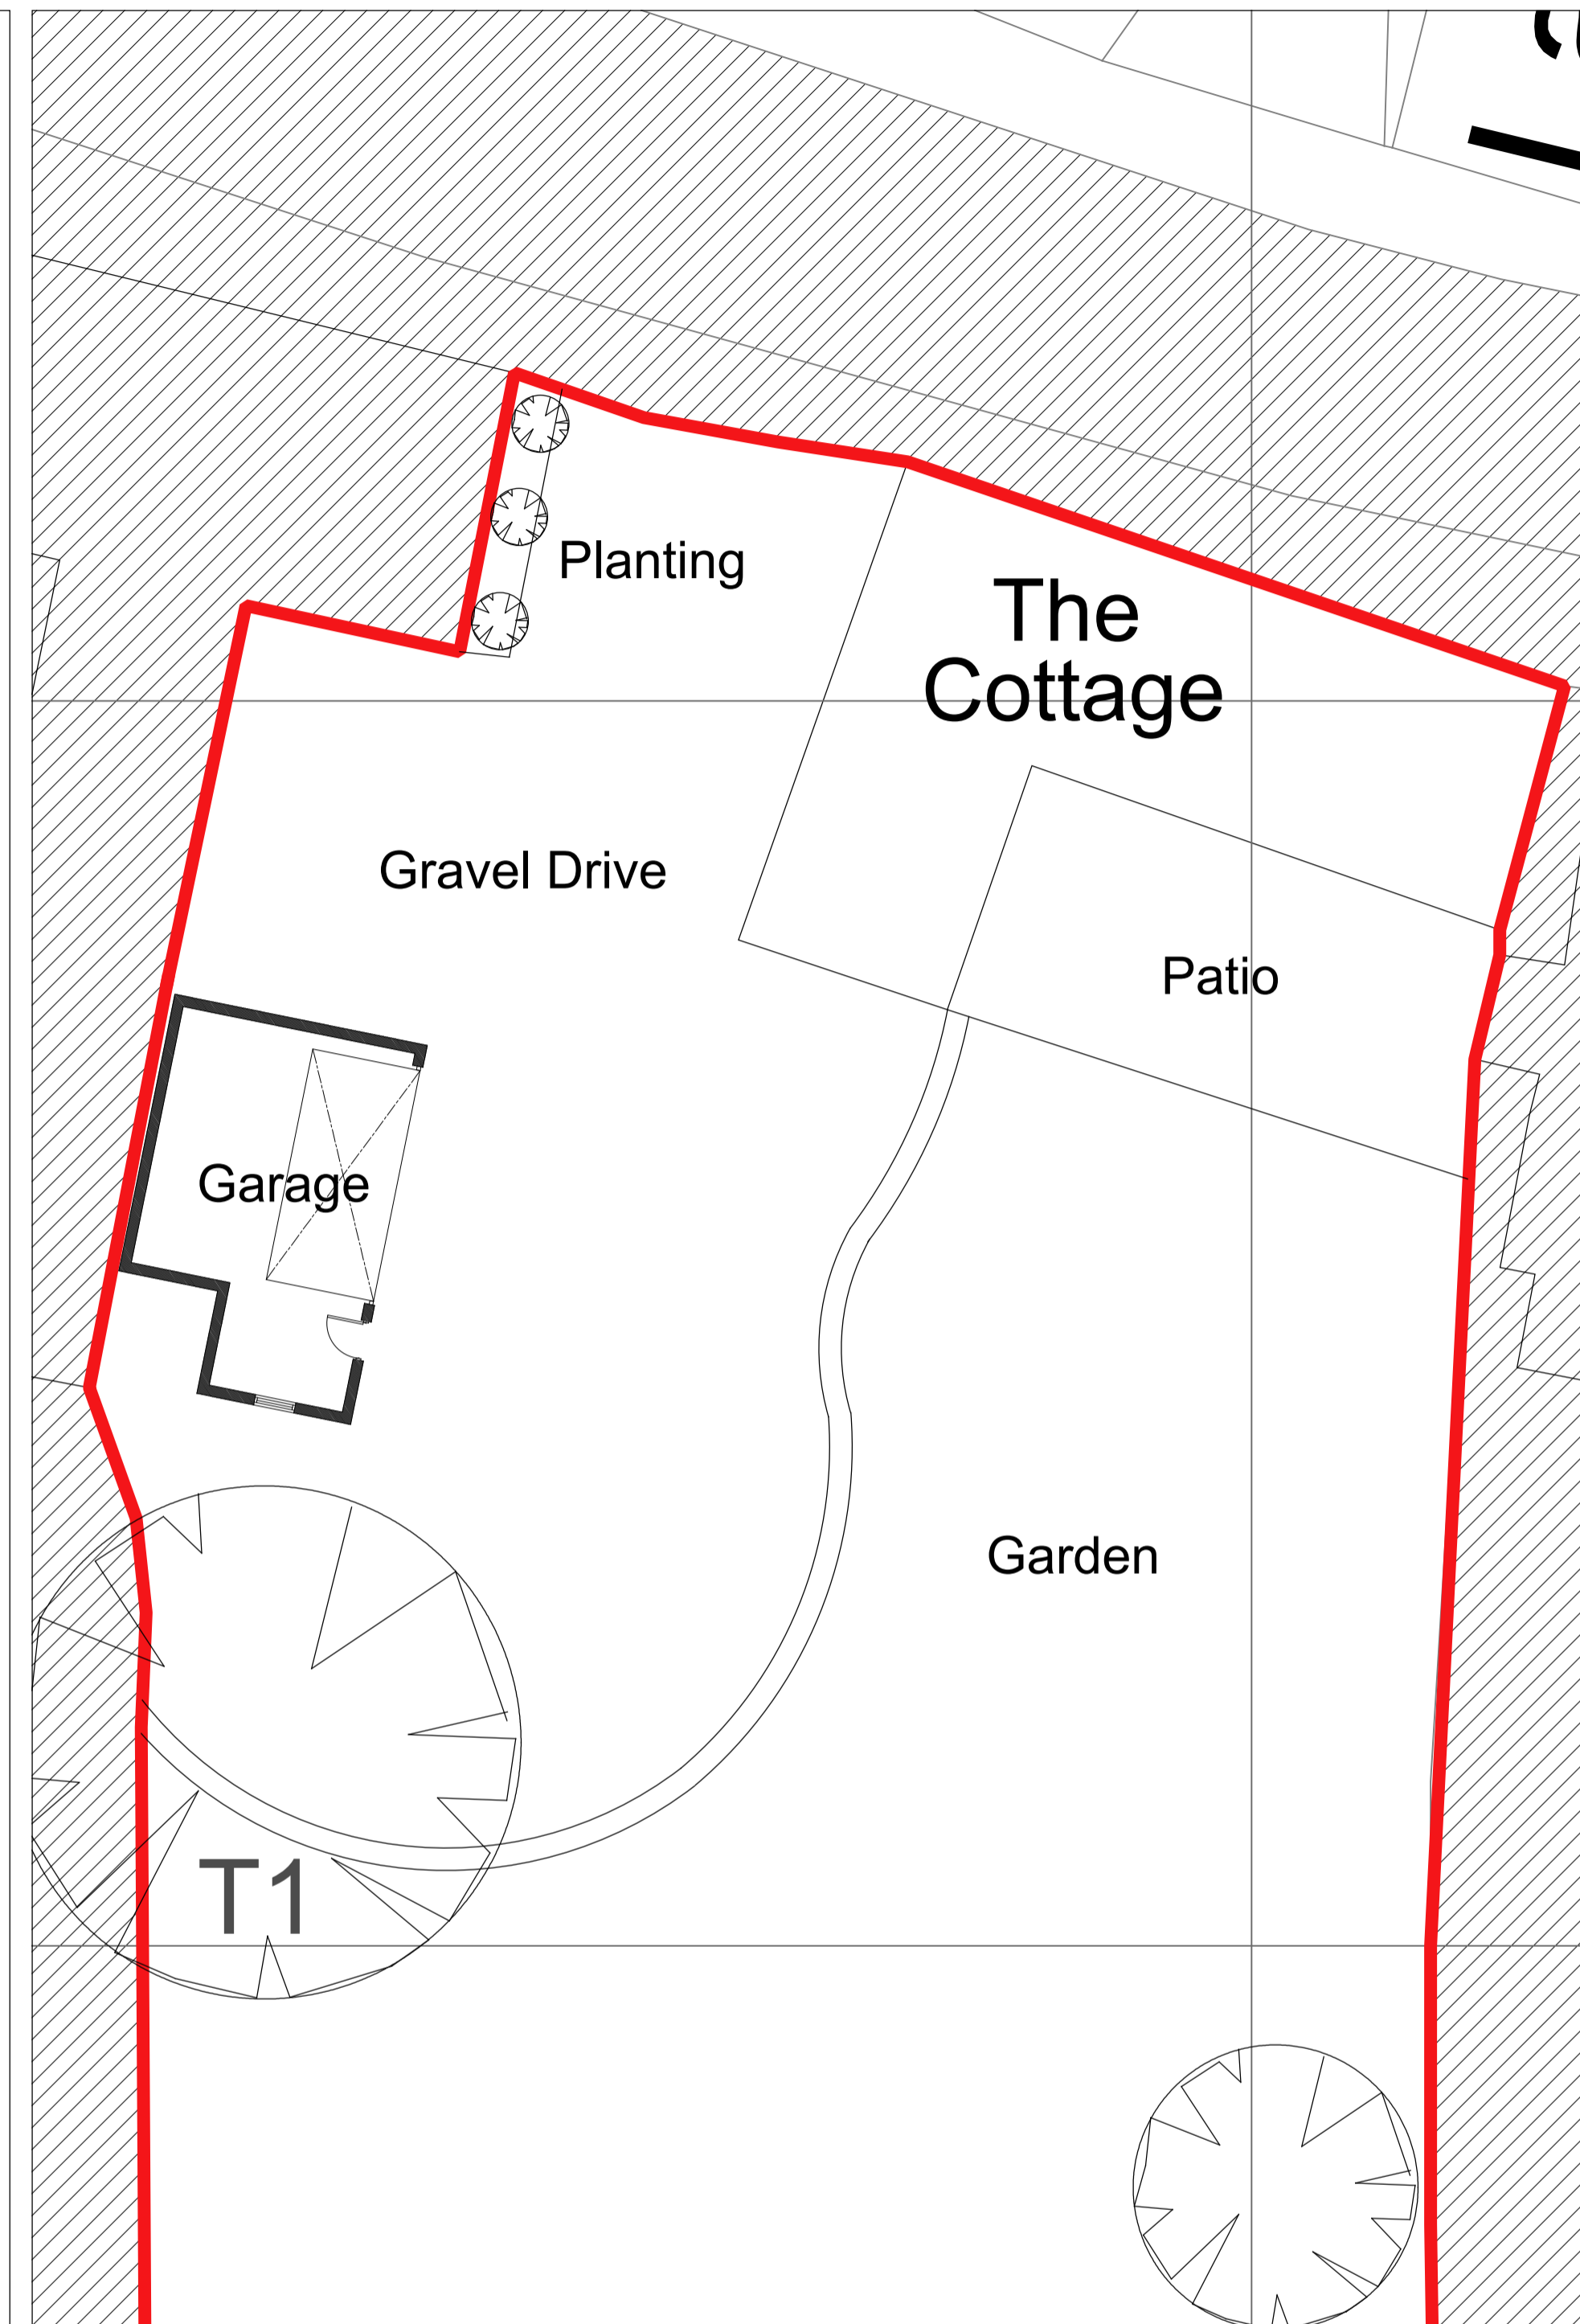 Planting
The
Cottage
Gravel Drive
Patio
Garage
Garden
T1